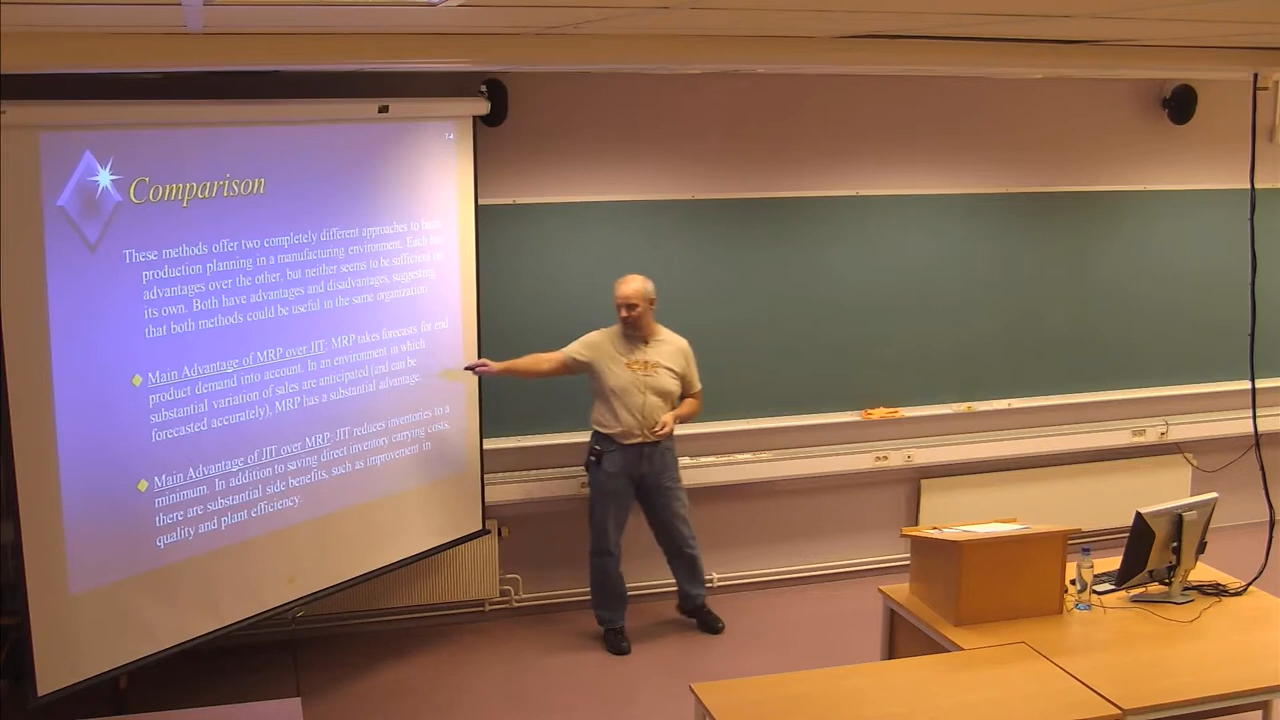 7-4
Comparison
These methods offer two completely different approaches to
production planning in a manufacturing environment. Each
advantages over the other, but neither seems to be sufficient
its own. Both have advantages and disadvantages, suggesting
that both methods could be useful in the same organization
Main Advantage of MRP over JIT: MRP takes forecasts for end
product demand into account. In an environment in which
substantial variation of sales are anticipated (and can be
forecasted accurately), MRP has a substantial advantage.
Main Advantage of JIT over MRP: JIT reduces inventories to a
minimum. In addition to saving direct inventory carrying costs,
there are substantial side benefits, such as improvement in
quality and plant efficiency.